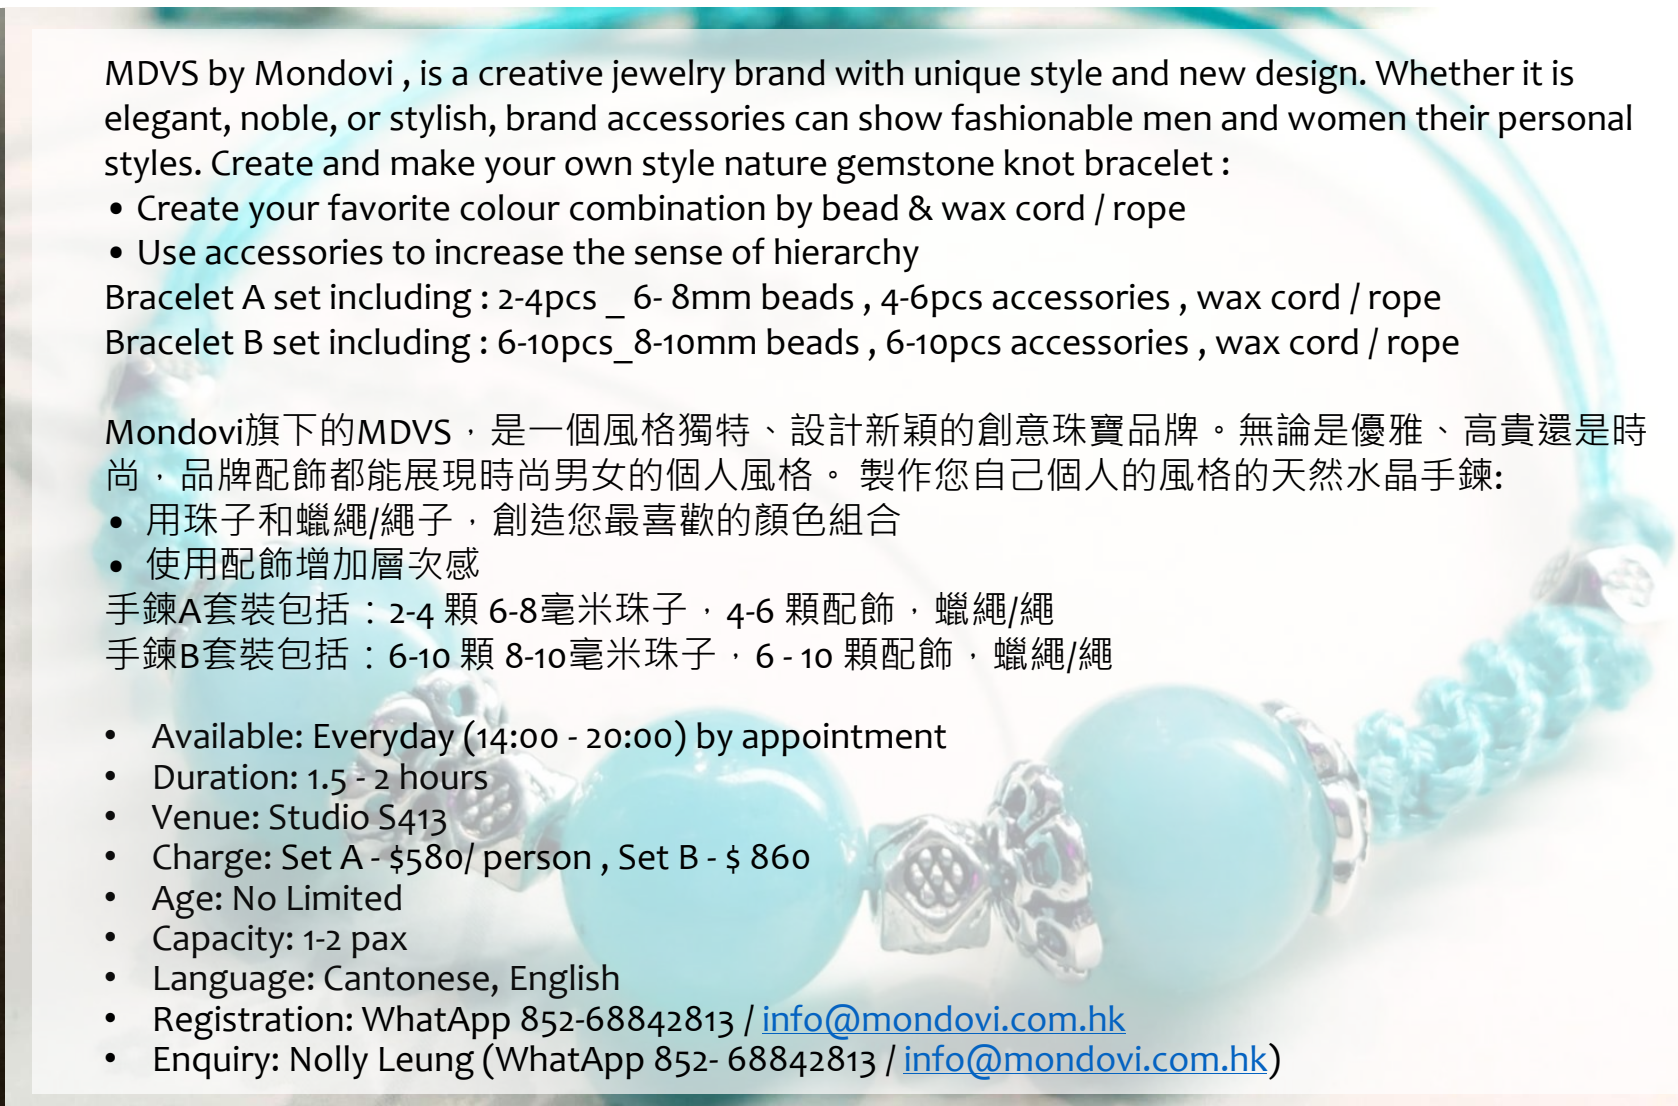 MDVS by Mondovi , is a creative jewelry brand with unique style and new design. Whether it is
elegant, noble, or stylish, brand accessories can show fashionable men and women their personal
styles. Create and make your own style nature gemstone knot bracelet :
• Create your favorite colour combination by bead & wax cord / rope
• Use accessories to increase the sense of hierarchy
Bracelet A set including : 2-4pcs _ 6- 8mm beads , 4-6pcs accessories , wax cord / rope
Bracelet B set including : 6-10pcs_8-10mm beads , 6-10pcs accessories , wax cord / rope
Mondovi旗下的MDVS，是一個風格獨特、設計新穎的創意珠寶品牌。無論是優雅、高貴還是時
尚，品牌配飾都能展現時尚男女的個人風格。 製作您自己個人的風格的天然水晶手鍊:
• 用珠子和蠟繩/繩子，創造您最喜歡的顏色組合
• 使用配飾增加層次感
手鍊A套裝包括：2-4 顆 6-8毫米珠子，4-6 顆配飾，蠟繩/繩
手鍊B套裝包括：6-10 顆 8-10毫米珠子，6 - 10 顆配飾，蠟繩/繩
• Available: Everyday (14:00 - 20:00) by appointment
• Duration: 1.5 - 2 hours
• Venue: Studio S413
• Charge: Set A - $580/ person , Set B - $ 860
• Age: No Limited
• Capacity: 1-2 pax
• Language: Cantonese, English
• Registration: WhatApp 852-68842813 / info@mondovi.com.hk
• Enquiry: Nolly Leung (WhatApp 852- 68842813 / info@mondovi.com.hk)